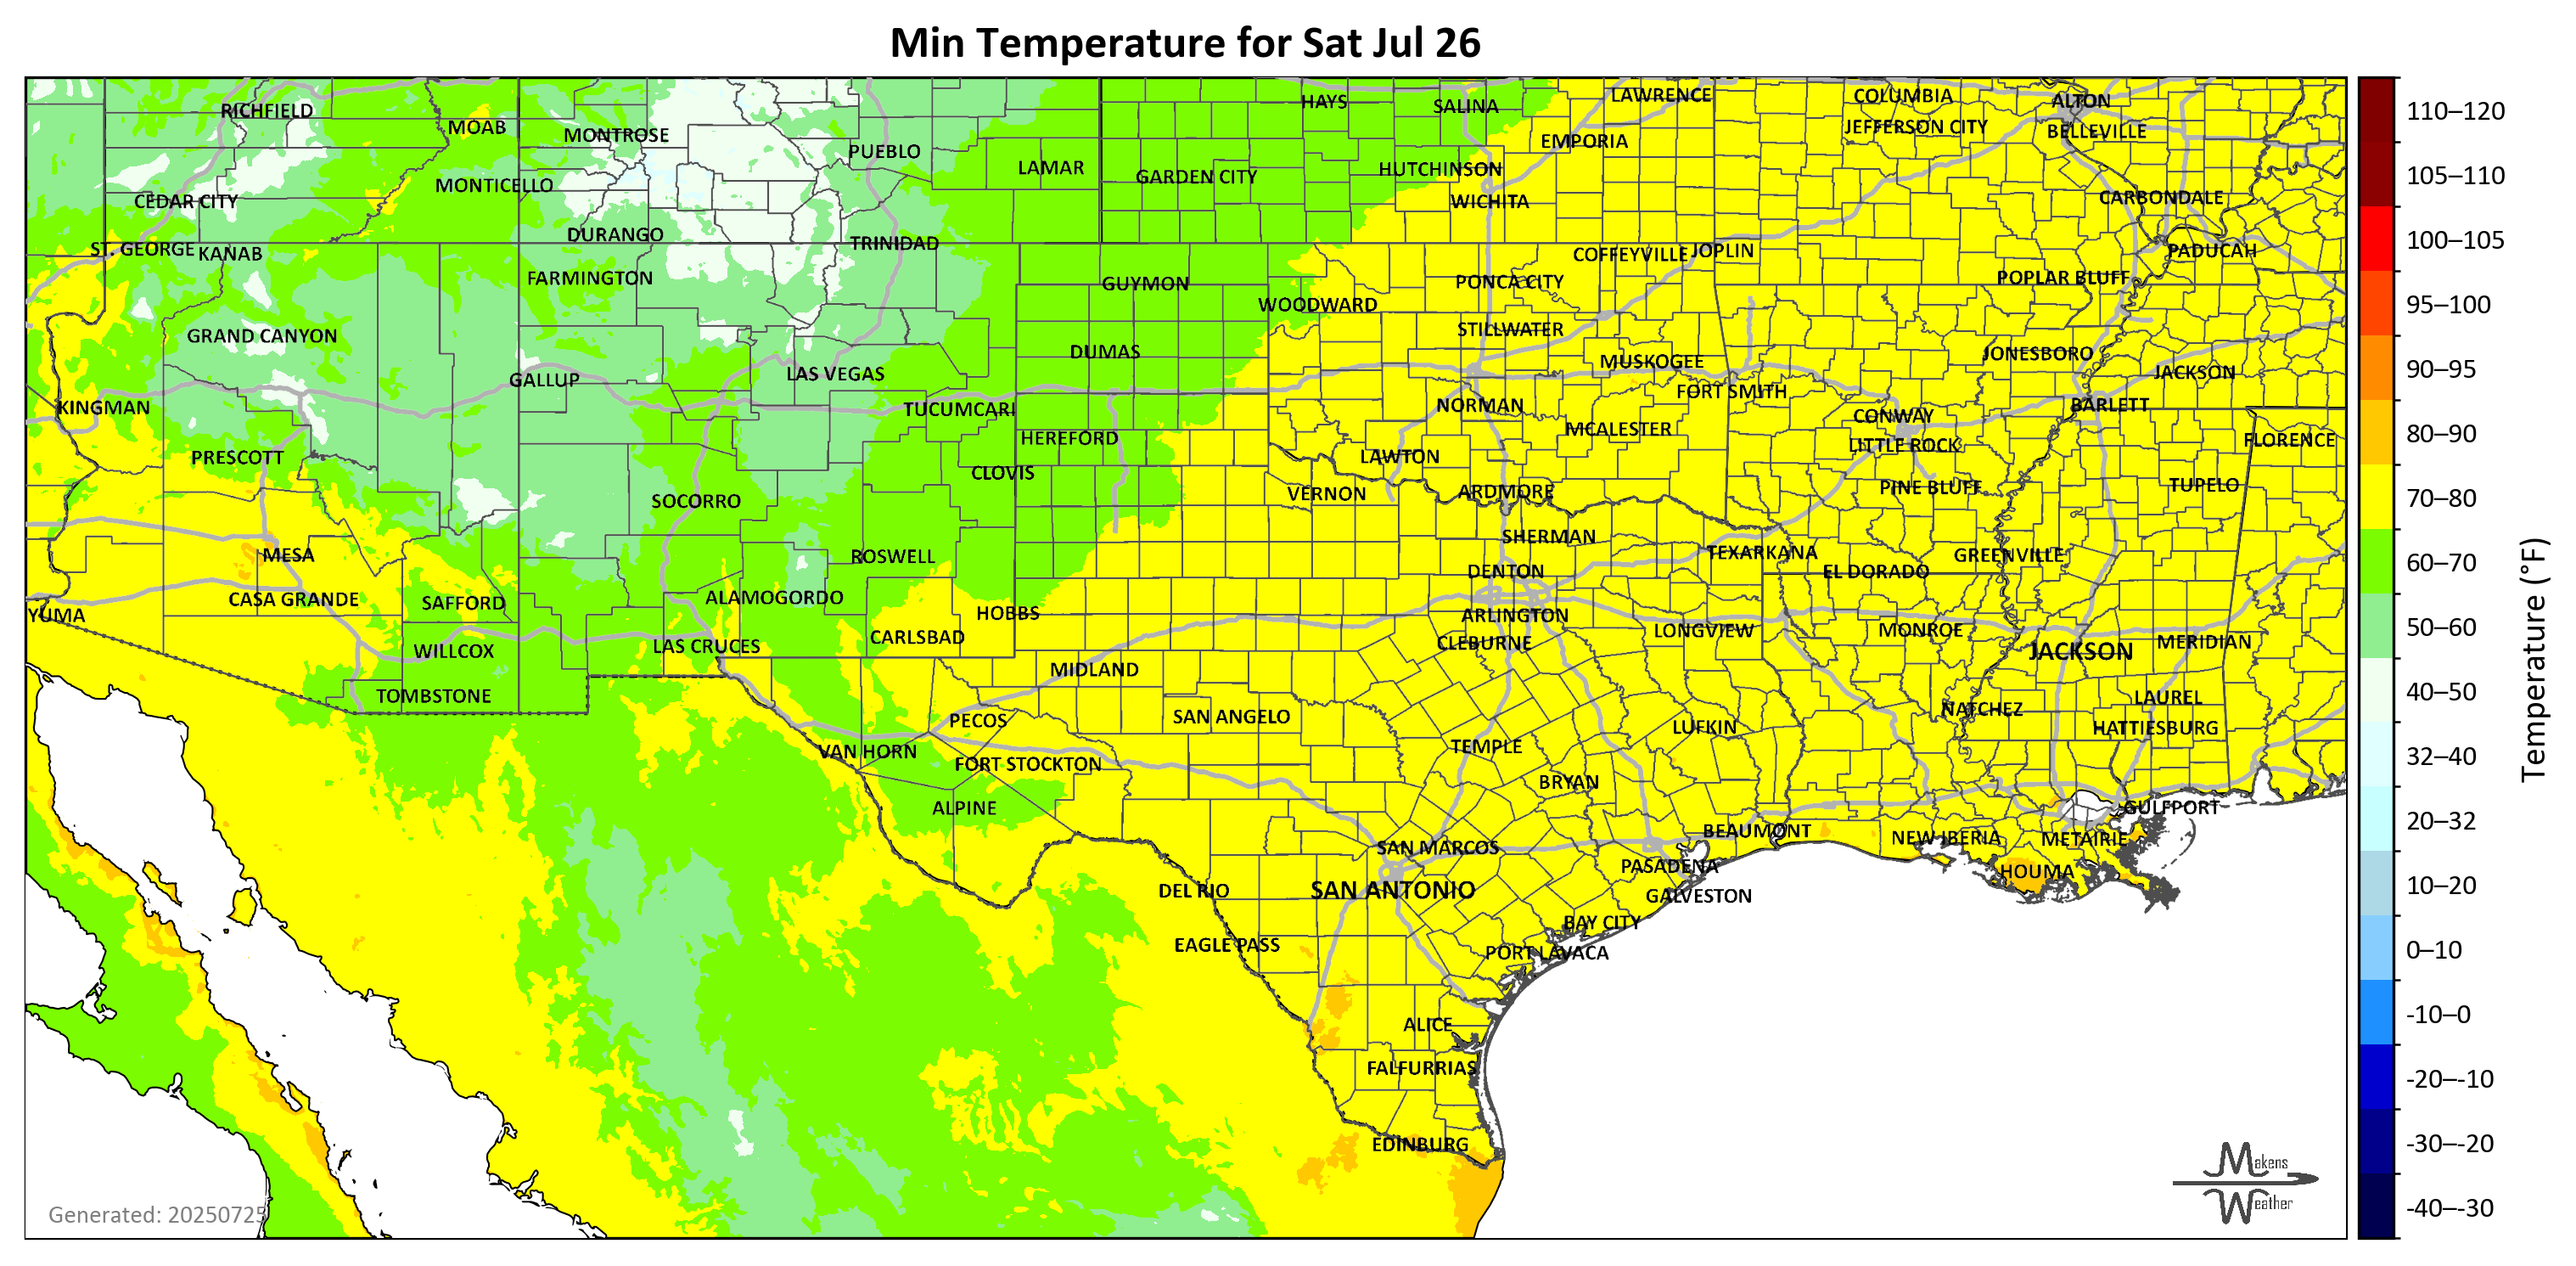 Min Temperature for Sat Jul 26
RICHFIELD
MOAB
MONTROSE
PUEBLO
LAMAR
HAYS
SALINA
LAWRENCE
COLUMBIA
ALTON
EMPORIA
JEFFERSON CITY
BELLEVILLE
MONTICELLO
GARDEN CITY
HUTCHINSON
CEDAR CITY
WICHITA
CARBONDALE
DURANGO
TRINIDAD
ST. GEORGE
KANAB
COFFEYVILLE
JOPLIN
PADUCAH
FARMINGTON
GUYMON
PONCA CITY
POPLAR BLUFF
WOODWARD
GRAND CANYON
STILLWATER
DUMAS
MUSKOGEE
JONESBORO
GALLUP
LAS VEGAS
JACKSON
FORT SMITH
KINGMAN
TUCUMCARI
NORMAN
BARLETT
CONWAY
HEREFORD
MCALESTER
LITTLE ROCK
FLORENCE
PRESCOTT
LAWTON
CLOVIS
SOCORRO
VERNON
ARDMORE
PINE BLUFF
TUPELO
SHERMAN
MESA
ROSWELL
TEXARKANA
GREENVILLE
DENTON
EL DORADO
CASA GRANDE
SAFFORD
ALAMOGORDO
YUMA
HOBBS
ARLINGTON
CARLSBAD
CLEBURNE
LONGVIEW
MONROE
MERIDIAN
WILLCOX
LAS CRUCES
JACKSON
MIDLAND
TOMBSTONE
LAUREL
PECOS
SAN ANGELO
NATCHEZ
LUFKIN
HATTIESBURG
VAN HORN
TEMPLE
FORT STOCKTON
BRYAN
ALPINE
GULFPORT
BEAUMONT
NEW IBERIA
METAIRIE
SAN MARCOS
PASADENA
HOUMA
DEL RIO
SAN ANTONIO
GALVESTON
BAY CITY
EAGLE PASS
PORT LAVACA
ALICE
FALFURRIAS
EDINBURG
Generated: 20250725
Makens
Weather
110–120
105–110
100–105
95–100
90–95
80–90
70–80
60–70
50–60
40–50
32–40
20–32
10–20
0–10
-10–0
-20–-10
-30–-20
-40–-30
Temperature (°F)